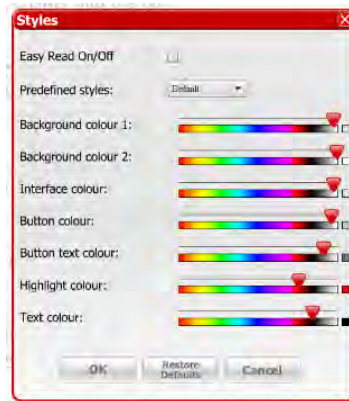 Styles
Easy Read On/Off
Predefined styles: Default
Background colour 1:
Background colour 2:
Interface colour:
Button colour:
Button text colour:
Highlight colour:
Text colour:
OK Restore Defaults Cancel